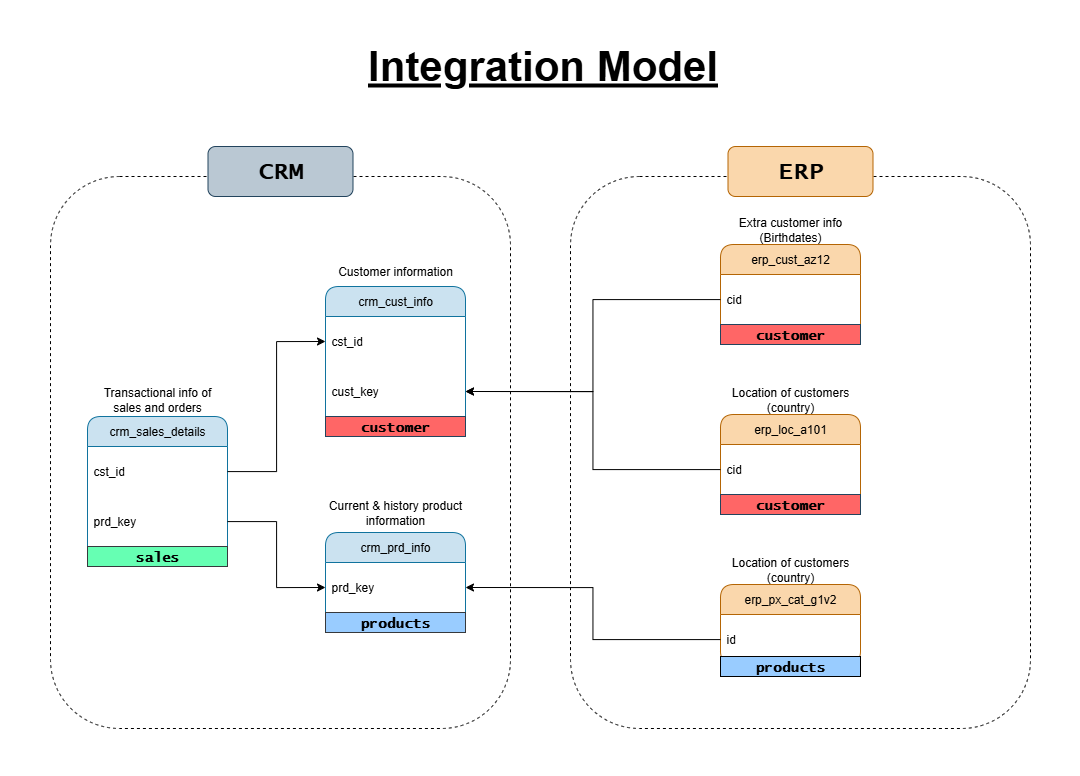 Integration Model
CRM
ERP
Extra customer info
(Birthdates)
erp_cust_az12
cid
customer
Customer information
crm_cust_info
cst_id
cust_key
customer
Transactional info of
sales and orders
crm_sales_details
cst_id
prd_key
sales
Location of customers
(country)
erp_loc_a101
cid
customer
Current & history product
information
crm_prd_info
prd_key
products
Location of customers
(country)
erp_px_cat_g1v2
id
products